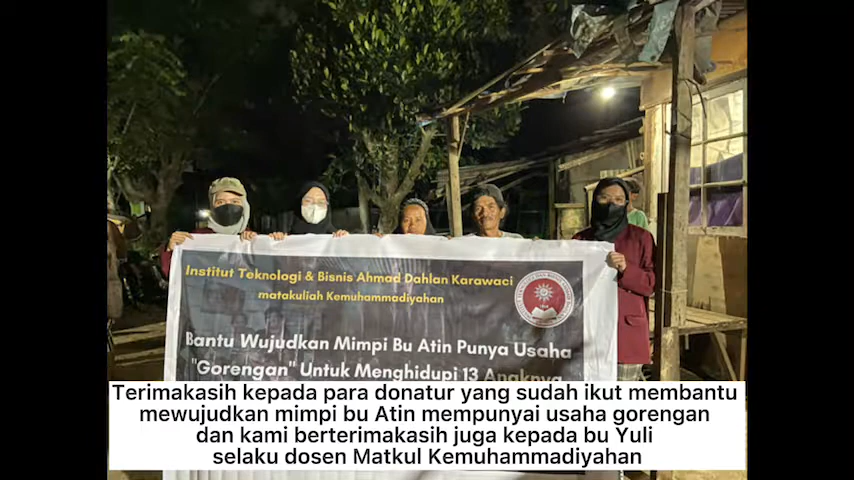 Institut Teknologi & Bisnis Ahmad Dahlan Karawaci
matakuliah Kemuhammadiyahan
Bantu Wujudkan Mimpi Bu Atin Punya Usaha
"Gorengan" Untuk Menghidupi 13 Anaknya
Terimakasih kepada para donatur yang sudah ikut membantu
mewujudkan mimpi bu Atin mempunyai usaha gorengan
dan kami berterimakasih juga kepada bu Yuli
selaku dosen Matkul Kemuhammadiyahan